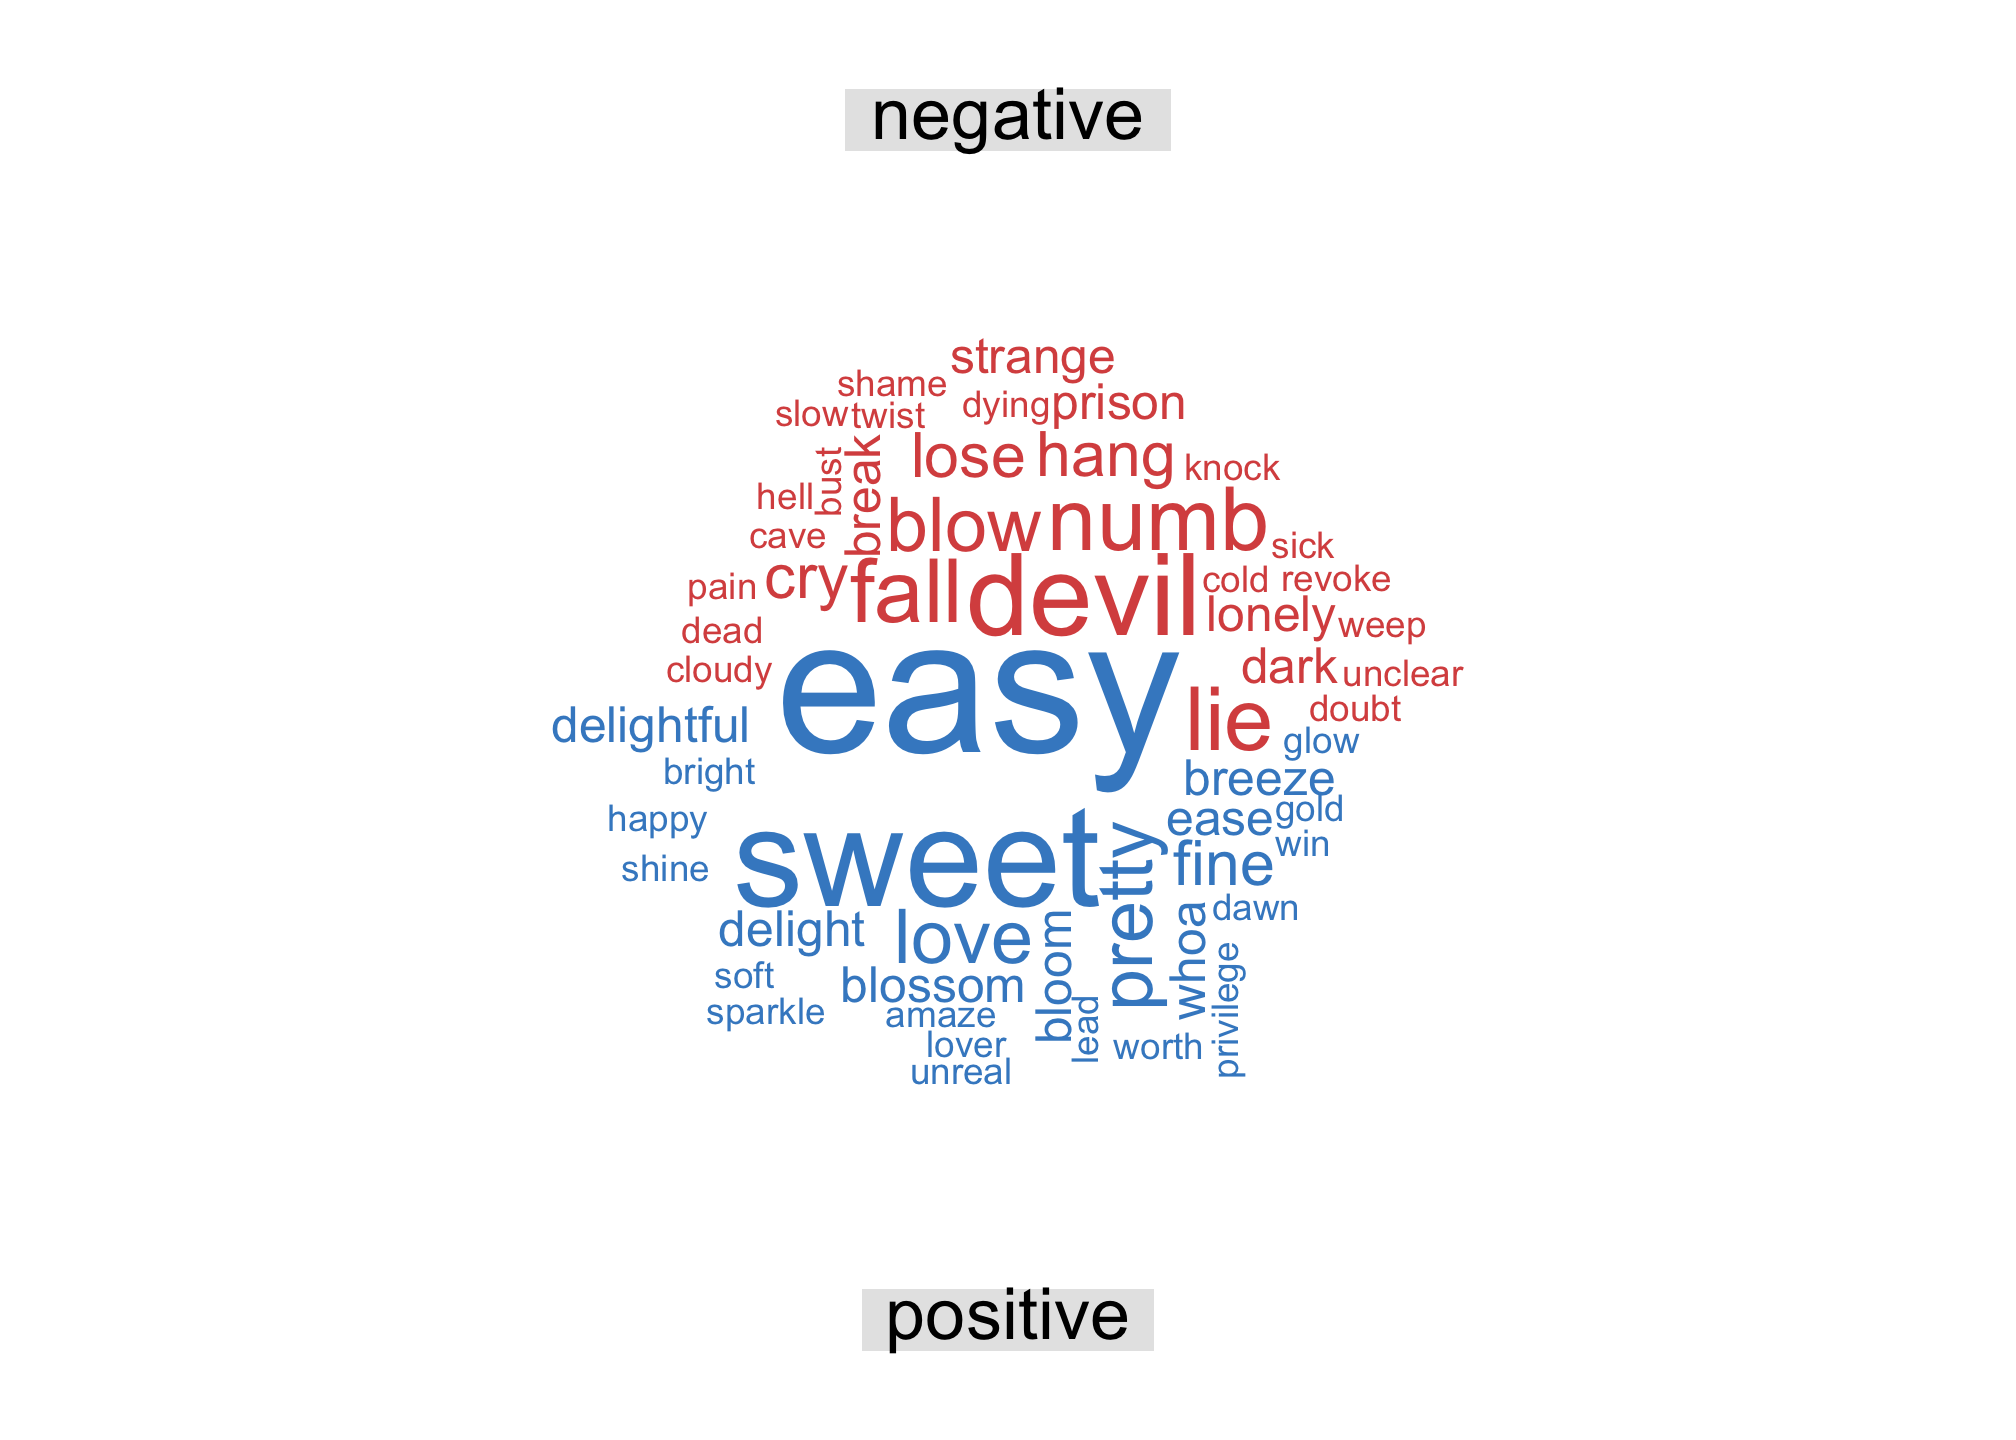 negative
strange
shame
slow twist dying prison
lose hang knock
bust break
hell
blow numb
cave sick
pain cry fall devil cold revoke
lonely weep
dead
cloudy easy dark unclear
lie doubt
delightful glow
bright breeze
happy ease gold
win
shine sweet pretty fine
whoa dawn
delight love bloom
privilege
soft blossom
sparkle amaze lead
lover worth
unreal
positive